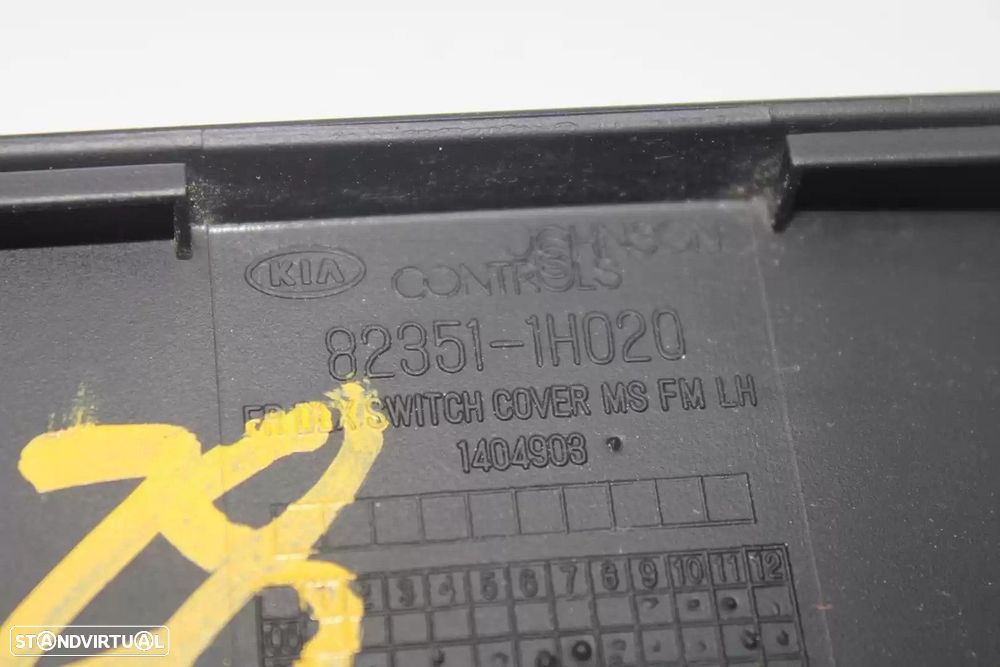 KIA
JOHNSON
CONTROLS
82351-1H020
SWITCH COVER MS FM LH
1404903
2 3 4 5 6 7 8 9 10 11 12
STANDVIRTUAL